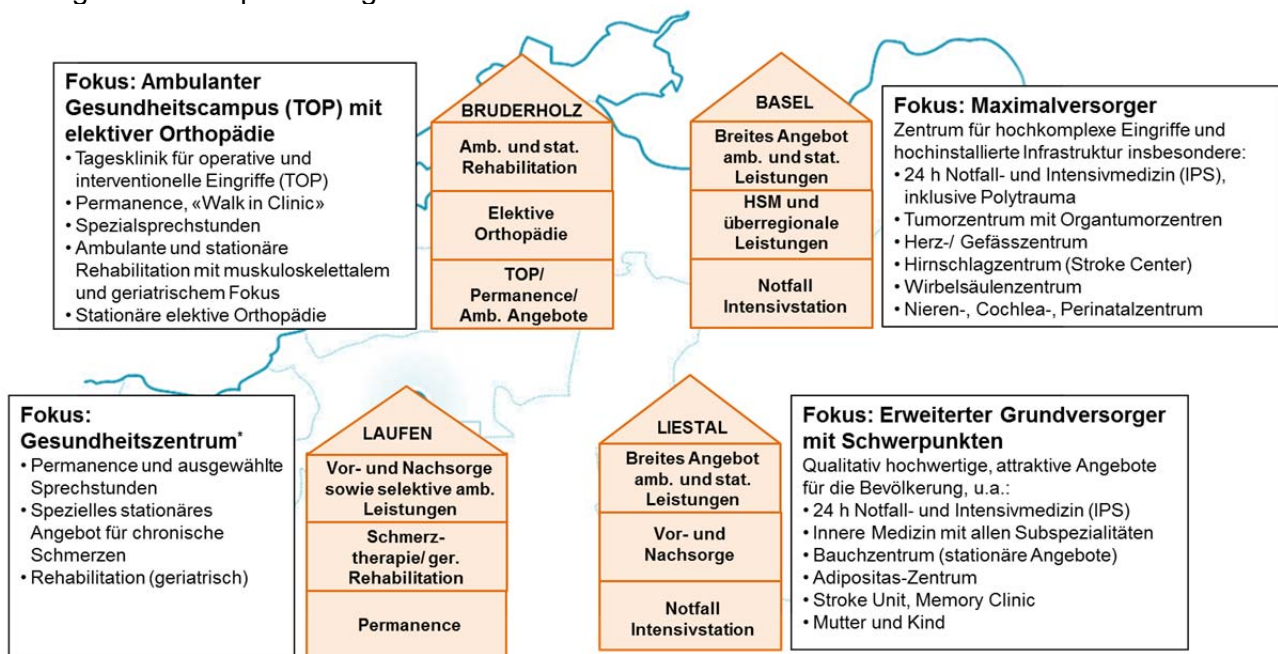 Fokus: Ambulanter
Gesundheitscampus (TOP) mit
elektiver Orthopädie
• Tagesklinik für operative und
interventionelle Eingriffe (TOP)
• Permanence, «Walk in Clinic»
• Spezialsprechstunden
• Ambulante und stationäre
Rehabilitation mit muskuloskelettalem
und geriatrischem Fokus
• Stationäre elektive Orthopädie
BRUDERHOLZ
Amb. und stat.
Rehabilitation
Elektive
Orthopädie
TOP/
Permanence/
Amb. Angebote
BASEL
Breites Angebot
amb. und stat.
Leistungen
HSM und
überregionale
Leistungen
Notfall
Intensivstation
Fokus: Maximalversorger
Zentrum für hochkomplexe Eingriffe und
hochinstallierte Infrastruktur insbesondere:
• 24 h Notfall- und Intensivmedizin (IPS),
inklusive Polytrauma
• Tumorzentrum mit Organtumorzentren
• Herz-/ Gefässzentrum
• Hirnschlagzentrum (Stroke Center)
• Wirbelsäulenzentrum
• Nieren-, Cochlea-, Perinatalzentrum
Fokus:
Gesundheitszentrum*
• Permanence und ausgewählte
Sprechstunden
• Spezielles stationäres
Angebot für chronische
Schmerzen
• Rehabilitation (geriatrisch)
LAUFEN
Vor- und Nachsorge
sowie selektive amb.
Leistungen
Schmerz-
therapie/ ger.
Rehabilitation
Permanence
LIESTAL
Breites Angebot
amb. und stat.
Leistungen
Vor- und
Nachsorge
Notfall
Intensivstation
Fokus: Erweiterter Grundversorger
mit Schwerpunkten
Qualitativ hochwertige, attraktive Angebote
für die Bevölkerung, u.a.:
• 24 h Notfall- und Intensivmedizin (IPS)
• Innere Medizin mit allen Subspezialitäten
• Bauchzentrum (stationäre Angebote)
• Adipositas-Zentrum
• Stroke Unit, Memory Clinic
• Mutter und Kind